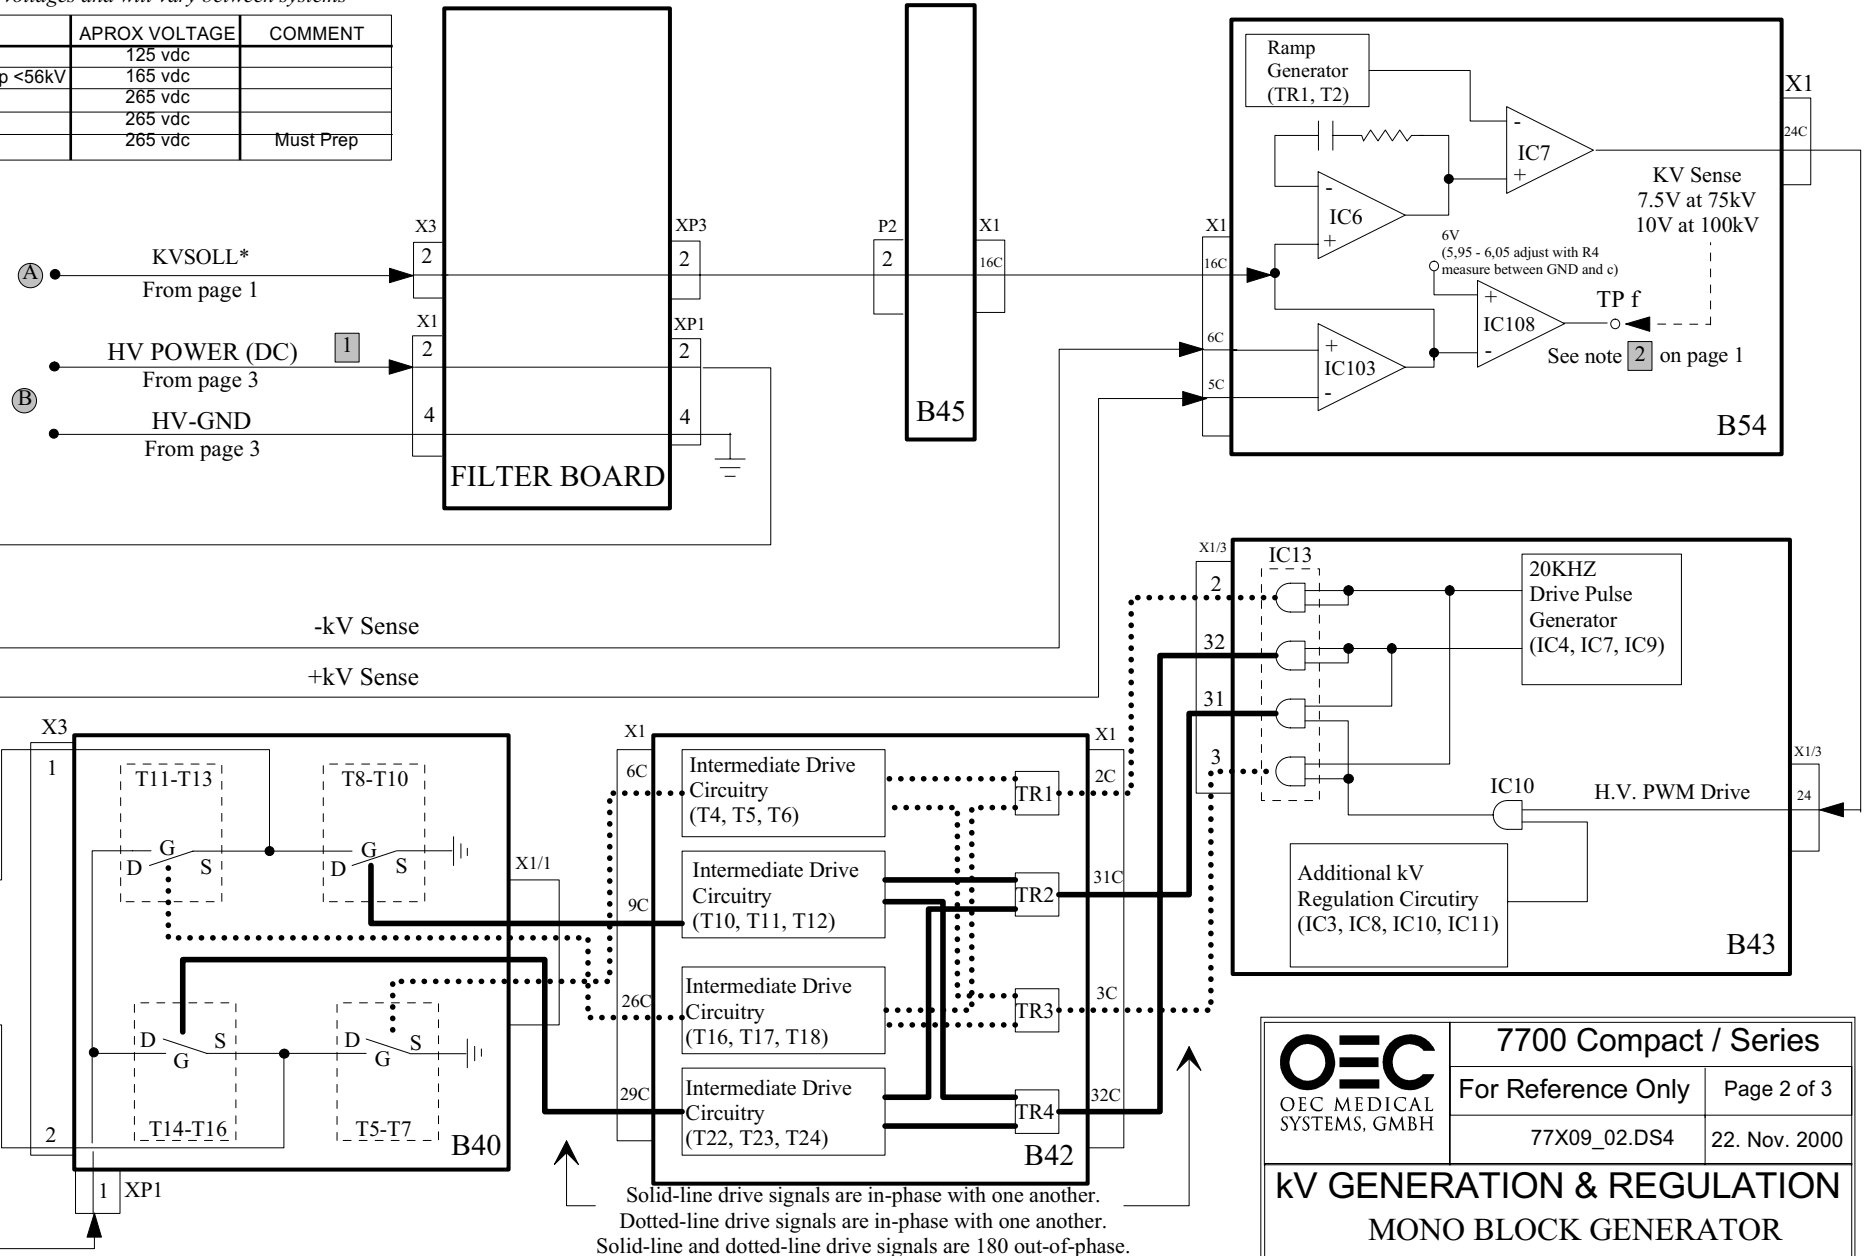 voltages and will vary between systems
APROX VOLTAGE COMMENT
125 vdc
p <56kV 165 vdc
265 vdc
265 vdc
265 vdc Must Prep
A
KVSOLL*
From page 1
HV POWER (DC) 1
From page 3
B
HV-GND
From page 3
X3
2
X1
2
4
FILTER BOARD
XP3
2
XP1
2
4
P2
2
B45
X1
16C
X1
16C
6C
5C
Ramp
Generator
(TR1, T2)
-
+
IC7
-
+
IC6
6V
(5,95 - 6,05 adjust with R4
measure between GND and c)
+
-
IC108
+
-
IC103
KV Sense
7.5V at 75kV
10V at 100kV
TP f
See note 2 on page 1
B54
X1
24C
-kV Sense
+kV Sense
X1/3
2
32
31
3
IC13
20KHZ
Drive Pulse
Generator
(IC4, IC7, IC9)
IC10
H.V. PWM Drive
X1/3
24
Additional kV
Regulation Circutiry
(IC3, IC8, IC10, IC11)
B43
X3
1
2
T11-T13
D G S
T8-T10
D G S
D G S
T14-T16
D G S
T5-T7
B40
XP1
1
X1/1
X1
6C
9C
26C
29C
Intermediate Drive
Circuitry
(T4, T5, T6)
Intermediate Drive
Circuitry
(T10, T11, T12)
Intermediate Drive
Circuitry
(T16, T17, T18)
Intermediate Drive
Circuitry
(T22, T23, T24)
TR1
TR2
TR3
TR4
B42
X1
2C
31C
3C
32C
Solid-line drive signals are in-phase with one another.
Dotted-line drive signals are in-phase with one another.
Solid-line and dotted-line drive signals are 180 out-of-phase.
OEC
OEC MEDICAL
SYSTEMS, GMBH
7700 Compact / Series
For Reference Only Page 2 of 3
77X09_02.DS4 22. Nov. 2000
kV GENERATION & REGULATION
MONO BLOCK GENERATOR